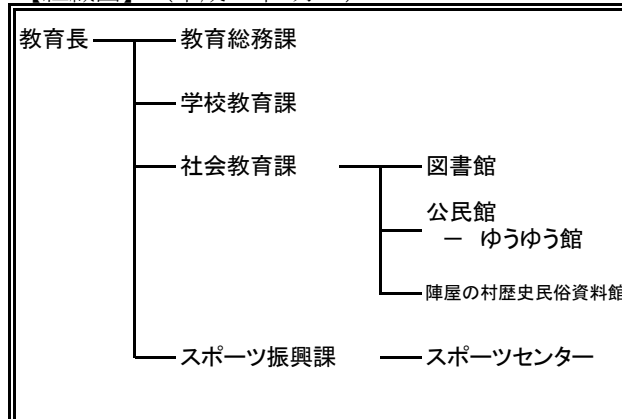 教育長 教育総務課
学校教育課
社会教育課 図書館
公民館
－ ゆうゆう館
陣屋の村歴史民俗資料館
スポーツ振興課 スポーツセンター